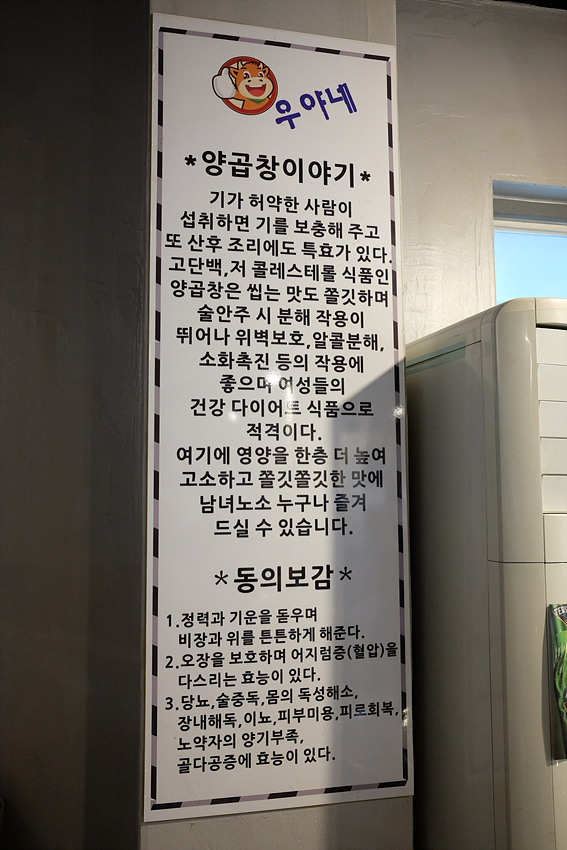 우야네
*양곱창이야기*
기가 허약한 사람이
섭취하면 기를 보충해 주고
또 산후 조리에도 특효가 있다.
고단백,저 콜레스테롤 식품인
양곱창은 씹는 맛도 쫄깃하며
술안주 시 분해 작용이
뛰어나 위벽보호,알콜분해,
소화촉진 등의 작용에
좋으며 여성들의
건강 다이어트 식품으로
적격이다.
여기에 영양을 한층 더 높여
고소하고 쫄깃쫄깃한 맛에
남녀노소 누구나 즐겨
드실 수 있습니다.
*동의보감*
1.정력과 기운을 돋우며
비장과 위를 튼튼하게 해준다.
2.오장을 보호하며 어지럼증(혈압)을
다스리는 효능이 있다.
3.당뇨,술중독,몸의 독성해소,
장내해독,이뇨,피부미용,피로회복,
노약자의 양기부족,
골다공증에 효능이 있다.